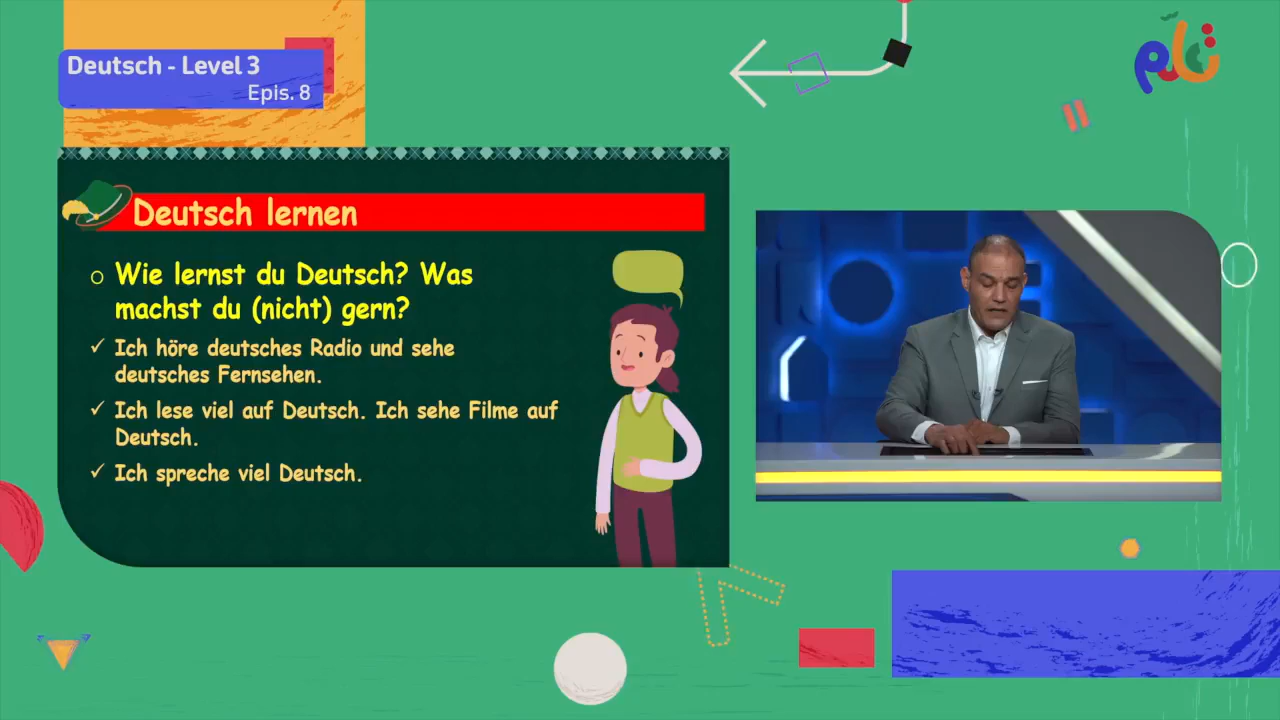 Deutsch - Level 3
Epis. 8
نتعلم
Deutsch lernen
Wie lernst du Deutsch? Was
machst du (nicht) gern?
Ich höre deutsches Radio und sehe
deutsches Fernsehen.
Ich lese viel auf Deutsch. Ich sehe Filme auf
Deutsch.
Ich spreche viel Deutsch.